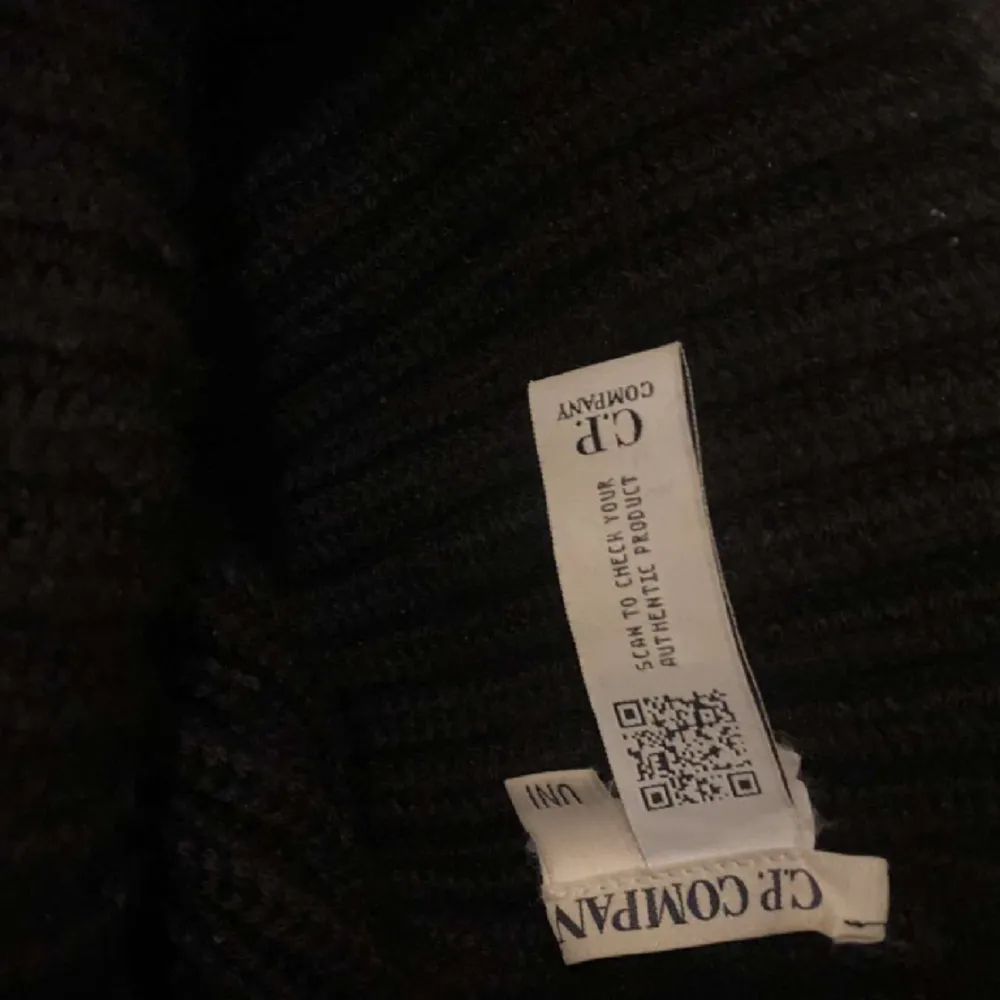 C.P.
COMPANY
SCAN TO CHECK YOUR
AUTHENTIC PRODUCT
UNI
C.P. COMPAN